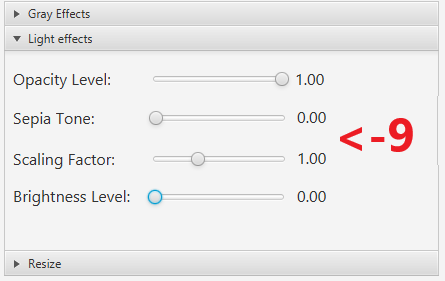 Gray Effects
Light effects
Opacity Level: 1.00
Sepia Tone: 0.00
Scaling Factor: 1.00
<-9
Brightness Level: 0.00
Resize